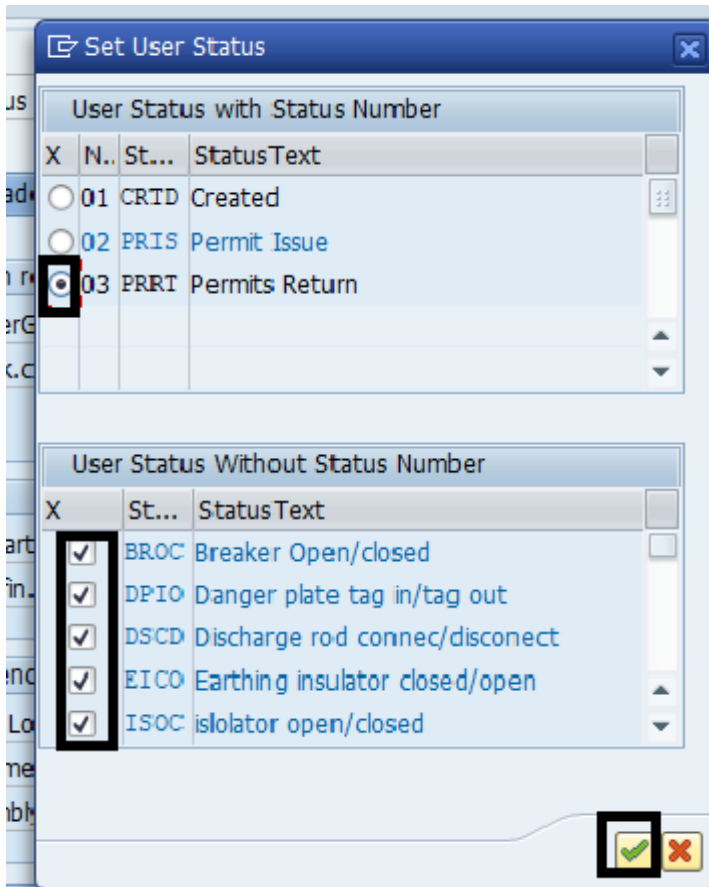 Set User Status
User Status with Status Number
X N.. St... StatusText
01 CRTD Created
02 PRIS Permit Issue
03 PRRT Permits Return
User Status Without Status Number
X St... StatusText
BROC Breaker Open/closed
DPIO Danger plate tag in/tag out
DSCD Discharge rod connec/disconect
EICO Earthing insulator closed/open
ISOC islolator open/closed